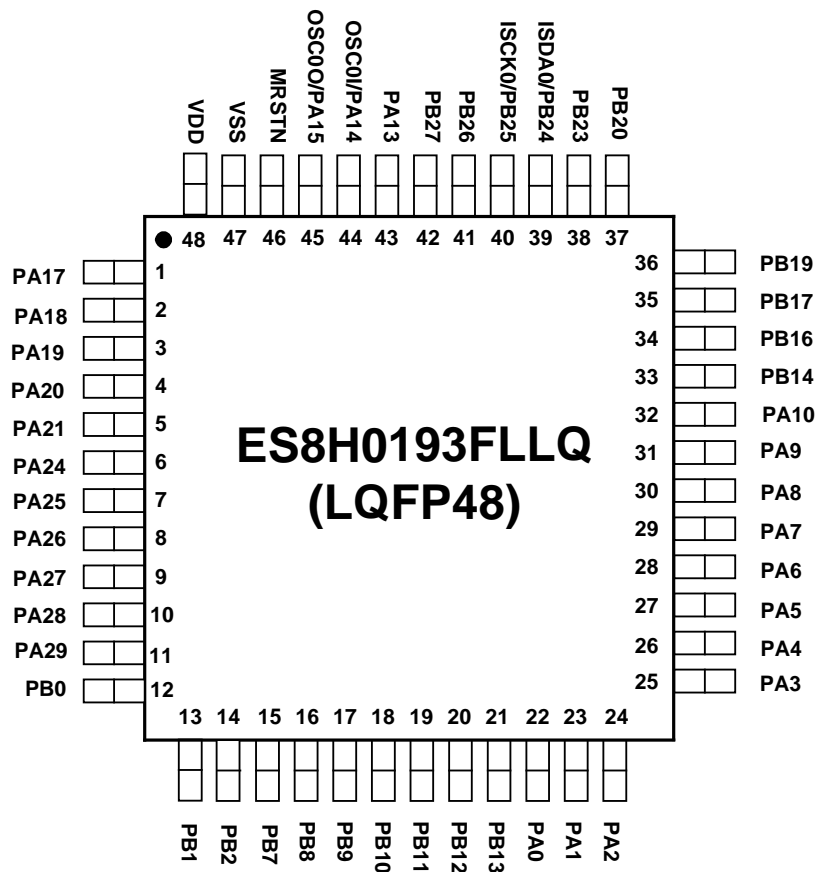 VDD
VSS
MRSTN
OSC0O/PA15
OSC0I/PA14
PA13
PB27
PB26
ISCK0/PB25
ISDA0/PB24
PB23
PB20
48 47 46 45 44 43 42 41 40 39 38 37
PA17 1
PA18 2
PA19 3
PA20 4
PA21 5
PA24 6
PA25 7
PA26 8
PA27 9
PA28 10
PA29 11
PB0 12
ES8H0193FLLQ
(LQFP48)
36 PB19
35 PB17
34 PB16
33 PB14
32 PA10
31 PA9
30 PA8
29 PA7
28 PA6
27 PA5
26 PA4
25 PA3
13 14 15 16 17 18 19 20 21 22 23 24
PB1
PB2
PB7
PB8
PB9
PB10
PB11
PB12
PB13
PA0
PA1
PA2